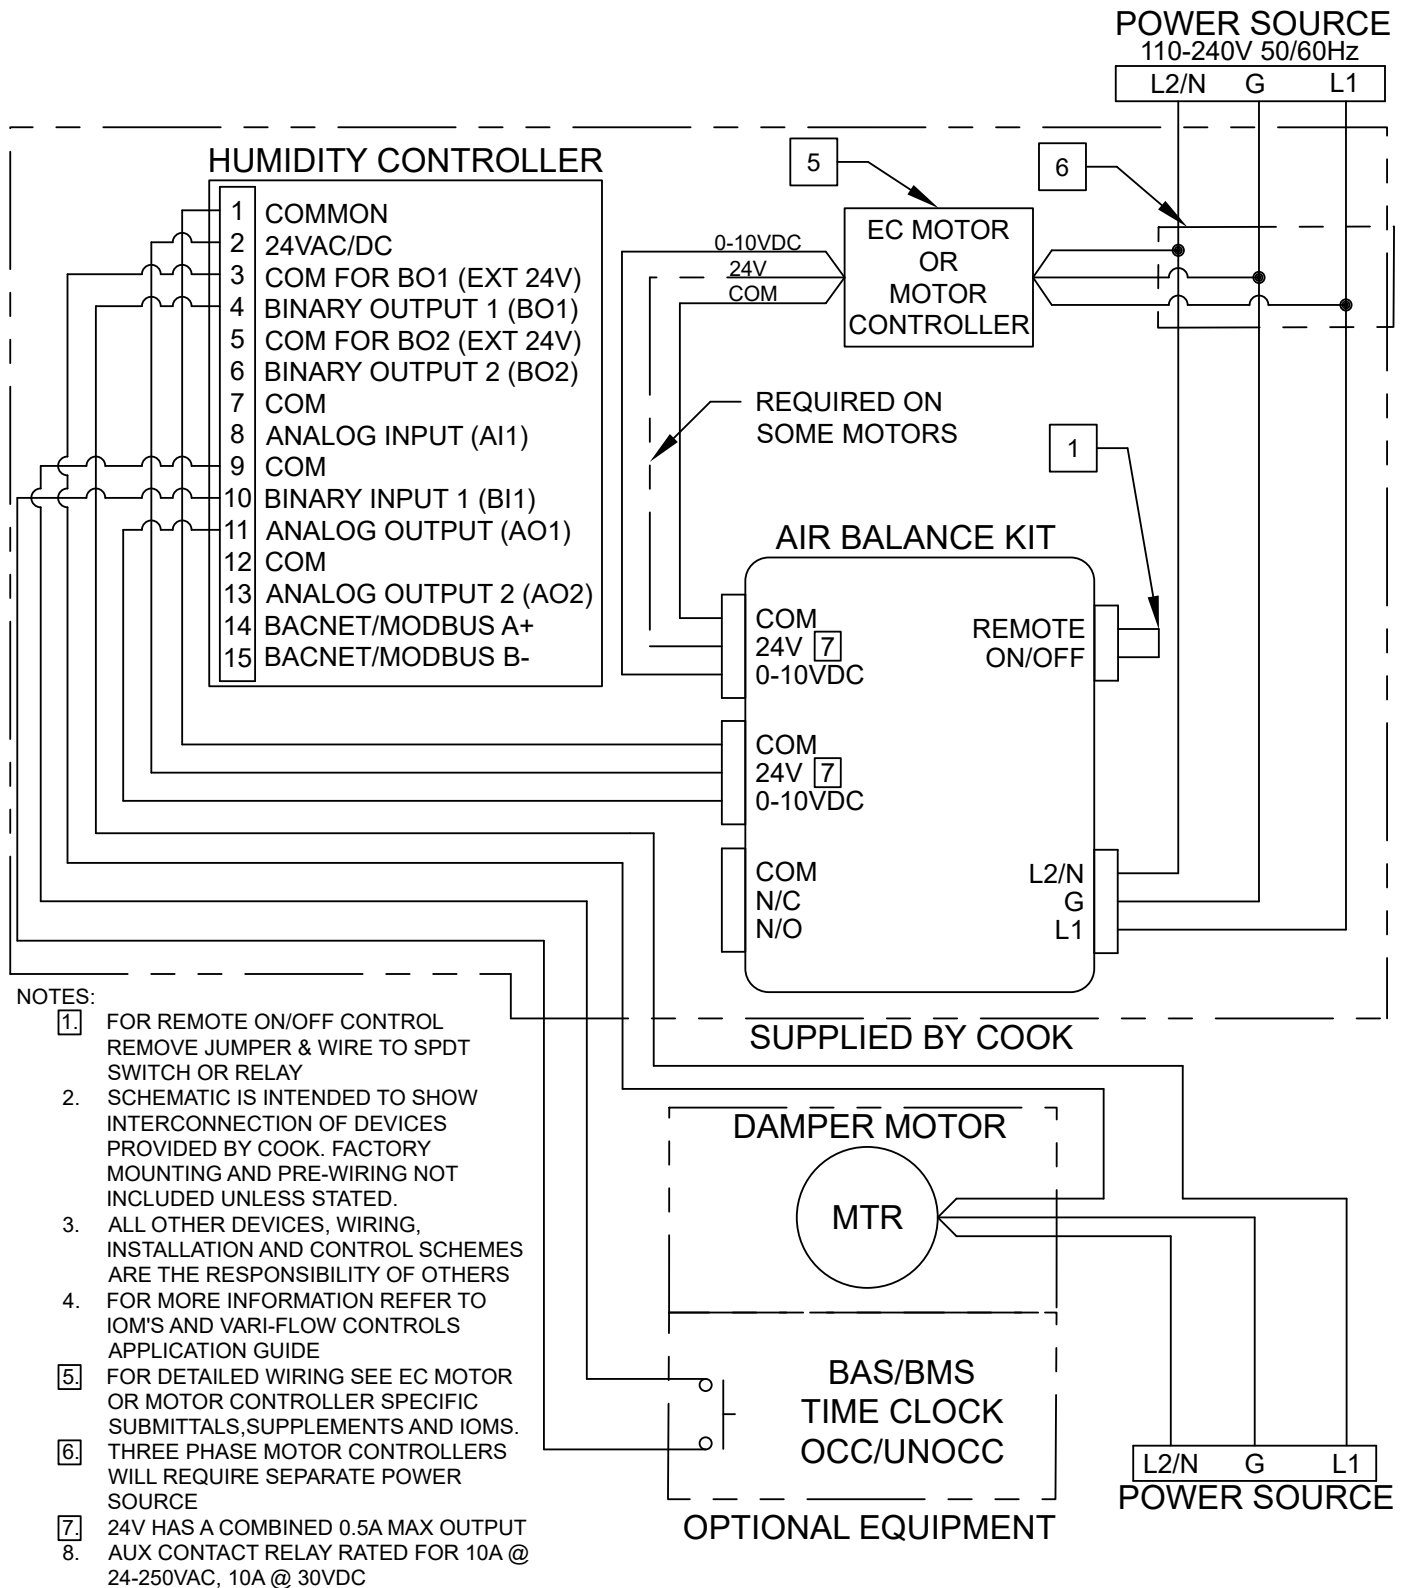 POWER SOURCE
110-240V 50/60Hz
L2/N G L1
HUMIDITY CONTROLLER
1 COMMON
2 24VAC/DC
3 COM FOR BO1 (EXT 24V)
4 BINARY OUTPUT 1 (BO1)
5 COM FOR BO2 (EXT 24V)
6 BINARY OUTPUT 2 (BO2)
7 COM
8 ANALOG INPUT (AI1)
9 COM
10 BINARY INPUT 1 (BI1)
11 ANALOG OUTPUT (AO1)
12 COM
13 ANALOG OUTPUT 2 (AO2)
14 BACNET/MODBUS A+
15 BACNET/MODBUS B-
5
6
0-10VDC
24V
COM
EC MOTOR
OR
MOTOR
CONTROLLER
REQUIRED ON
SOME MOTORS
1
AIR BALANCE KIT
COM
24V 7
0-10VDC
REMOTE
ON/OFF
COM
24V 7
0-10VDC
COM
N/C
N/O
L2/N
G
L1
SUPPLIED BY COOK
NOTES:
1. FOR REMOTE ON/OFF CONTROL
REMOVE JUMPER & WIRE TO SPDT
SWITCH OR RELAY
2. SCHEMATIC IS INTENDED TO SHOW
INTERCONNECTION OF DEVICES
PROVIDED BY COOK. FACTORY
MOUNTING AND PRE-WIRING NOT
INCLUDED UNLESS STATED.
3. ALL OTHER DEVICES, WIRING,
INSTALLATION AND CONTROL SCHEMES
ARE THE RESPONSIBILITY OF OTHERS
4. FOR MORE INFORMATION REFER TO
IOM'S AND VARI-FLOW CONTROLS
APPLICATION GUIDE
5. FOR DETAILED WIRING SEE EC MOTOR
OR MOTOR CONTROLLER SPECIFIC
SUBMITTALS,SUPPLEMENTS AND IOMS.
6. THREE PHASE MOTOR CONTROLLERS
WILL REQUIRE SEPARATE POWER
SOURCE
7. 24V HAS A COMBINED 0.5A MAX OUTPUT
8. AUX CONTACT RELAY RATED FOR 10A @
24-250VAC, 10A @ 30VDC
DAMPER MOTOR
MTR
BAS/BMS
TIME CLOCK
OCC/UNOCC
OPTIONAL EQUIPMENT
L2/N G L1
POWER SOURCE